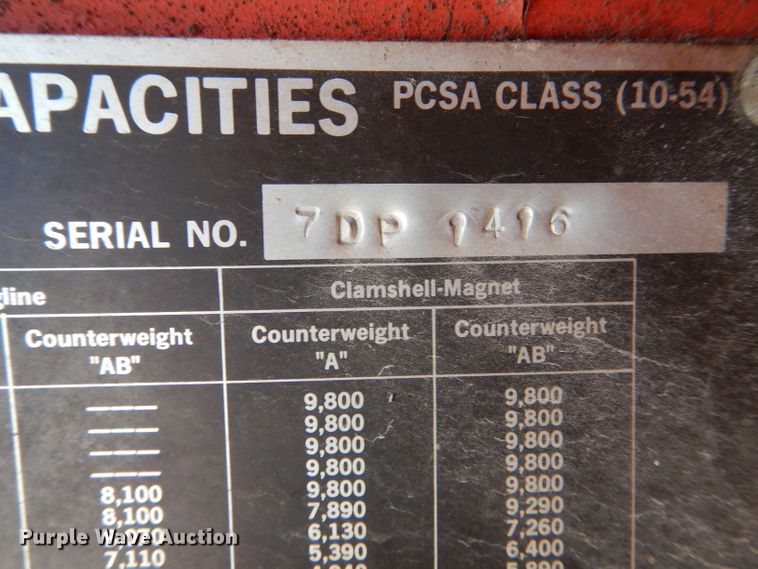 APACITIES PCSA CLASS (10-54)
SERIAL NO. 7DP 1416
gline Clamshell-Magnet
Counterweight Counterweight Counterweight
"AB" "A" "AB"
——— 9,800 9,800
——— 9,800 9,800
——— 9,800 9,800
——— 9,800 9,800
8,100 9,800 9,800
8,100 7,890 9,290
6,130 7,260
7,110 5,390 6,400
5,890
Purple Wave Auction